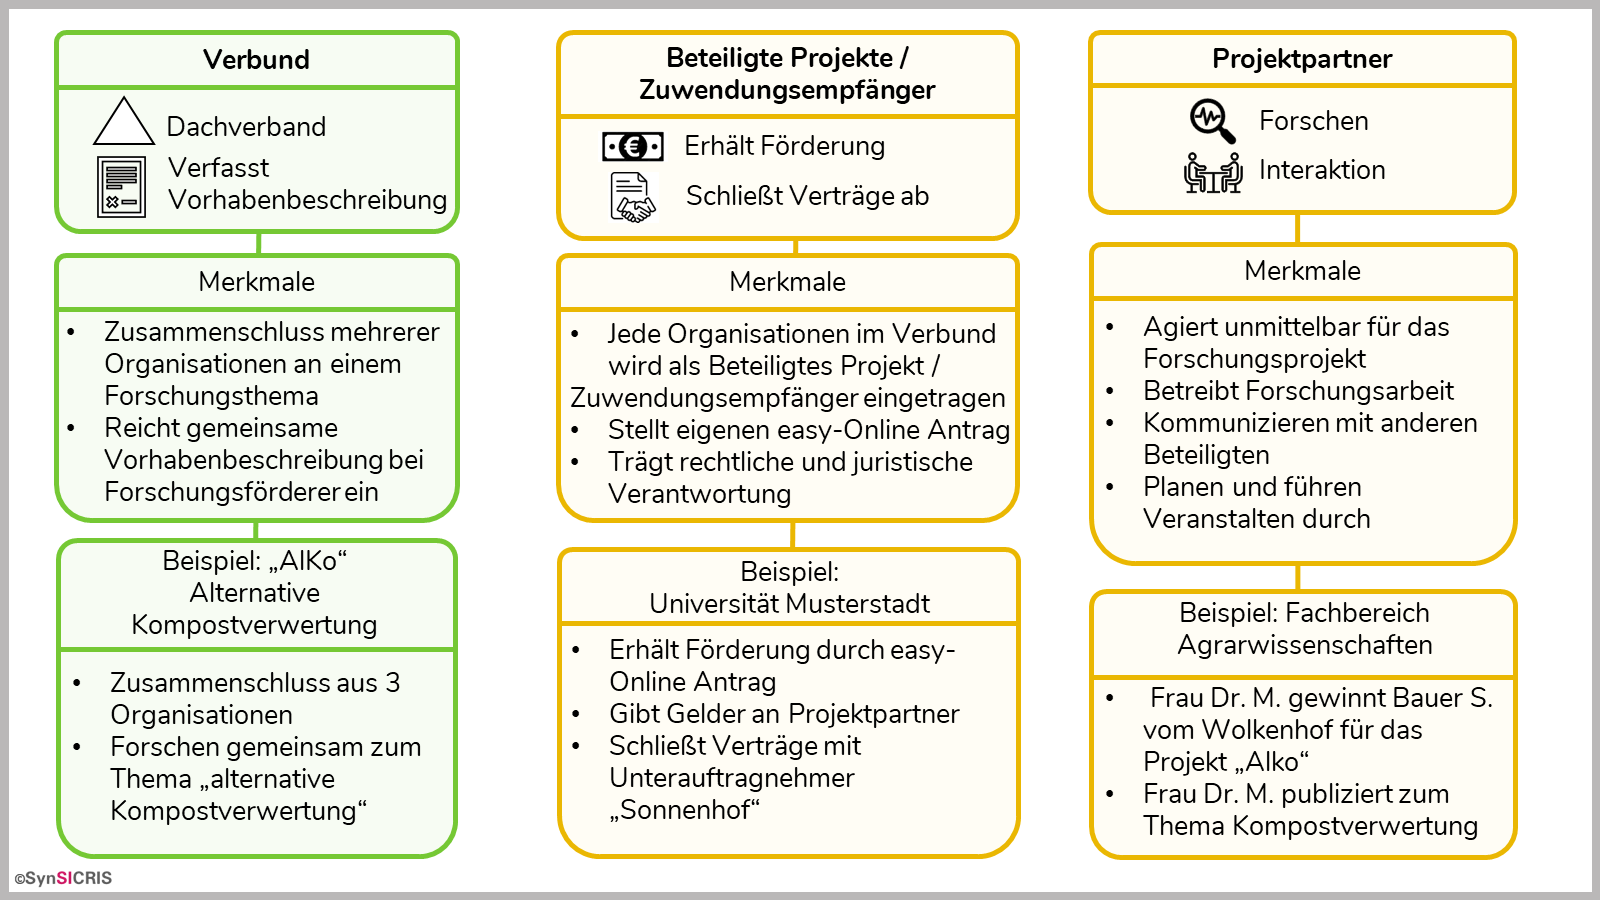 Verbund
Dachverband
Verfasst
Vorhabenbeschreibung
Merkmale
• Zusammenschluss mehrerer
Organisationen an einem
Forschungsthema
• Reicht gemeinsame
Vorhabenbeschreibung bei
Forschungsförderer ein
Beispiel: „AlKo“
Alternative
Kompostverwertung
• Zusammenschluss aus 3
Organisationen
• Forschen gemeinsam zum
Thema „alternative
Kompostverwertung“
Beteiligte Projekte /
Zuwendungsempfänger
Erhält Förderung
Schließt Verträge ab
Merkmale
• Jede Organisationen im Verbund
wird als Beteiligtes Projekt /
Zuwendungsempfänger eingetragen
• Stellt eigenen easy-Online Antrag
• Trägt rechtliche und juristische
Verantwortung
Beispiel:
Universität Musterstadt
• Erhält Förderung durch easy-
Online Antrag
• Gibt Gelder an Projektpartner
• Schließt Verträge mit
Unterauftragnehmer
„Sonnenhof“
Projektpartner
Forschen
Interaktion
Merkmale
• Agiert unmittelbar für das
Forschungsprojekt
• Betreibt Forschungsarbeit
• Kommunizieren mit anderen
Beteiligten
• Planen und führen
Veranstalten durch
Beispiel: Fachbereich
Agrarwissenschaften
• Frau Dr. M. gewinnt Bauer S.
vom Wolkenhof für das
Projekt „Alko“
• Frau Dr. M. publiziert zum
Thema Kompostverwertung
©SynSICRIS